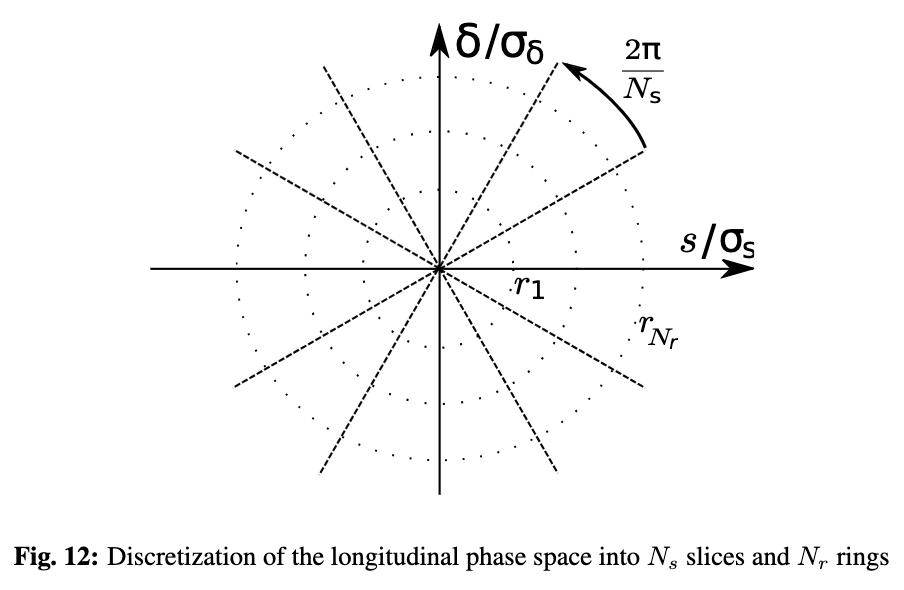 δ/σδ
2π
Ns
s/σs
r1
rNr
Fig. 12: Discretization of the longitudinal phase space into Ns slices and Nr rings